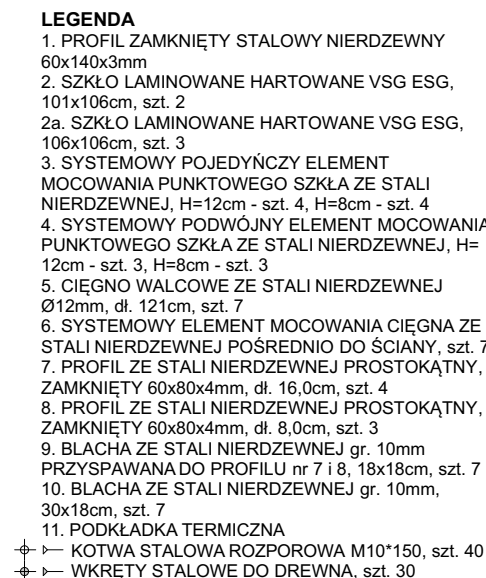 LEGENDA
1. PROFIL ZAMKNIĘTY STALOWY NIERDZEWNY
60x140x3mm
2. SZKŁO LAMINOWANE HARTOWANE VSG ESG,
101x106cm, szt. 2
2a. SZKŁO LAMINOWANE HARTOWANE VSG ESG,
106x106cm, szt. 3
3. SYSTEMOWY POJEDYŃCZY ELEMENT
MOCOWANIA PUNKTOWEGO SZKŁA ZE STALI
NIERDZEWNEJ, H=12cm - szt. 4, H=8cm - szt. 4
4. SYSTEMOWY PODWÓJNY ELEMENT MOCOWANIA
PUNKTOWEGO SZKŁA ZE STALI NIERDZEWNEJ, H=
12cm - szt. 3, H=8cm - szt. 3
5. CIĘGNO WALCOWE ZE STALI NIERDZEWNEJ
Ø12mm, dł. 121cm, szt. 7
6. SYSTEMOWY ELEMENT MOCOWANIA CIĘGNA ZE
STALI NIERDZEWNEJ POŚREDNIO DO ŚCIANY, szt. 7
7. PROFIL ZE STALI NIERDZEWNEJ PROSTOKĄTNY,
ZAMKNIĘTY 60x80x4mm, dł. 16,0cm, szt. 4
8. PROFIL ZE STALI NIERDZEWNEJ PROSTOKĄTNY,
ZAMKNIĘTY 60x80x4mm, dł. 8,0cm, szt. 3
9. BLACHA ZE STALI NIERDZEWNEJ gr. 10mm
PRZYSPAWANA DO PROFILU nr 7 i 8, 18x18cm, szt. 7
10. BLACHA ZE STALI NIERDZEWNEJ gr. 10mm,
30x18cm, szt. 7
11. PODKŁADKA TERMICZNA
KOTWA STALOWA ROZPOROWA M10*150, szt. 40
WKRĘTY STALOWE DO DREWNA, szt. 30